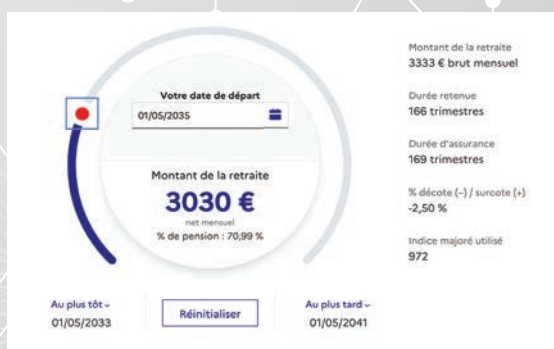 Votre date de départ
01/05/2035
Montant de la retraite
3030 €
net mensuel
% de pension : 70,99 %
Au plus tôt
01/05/2033
Réinitialiser
Au plus tard
01/05/2041
Montant de la retraite
3333 € brut mensuel
Durée retenue
166 trimestres
Durée d'assurance
169 trimestres
% décote (-) / surcote (+)
-2,50 %
Indice majoré utilisé
972